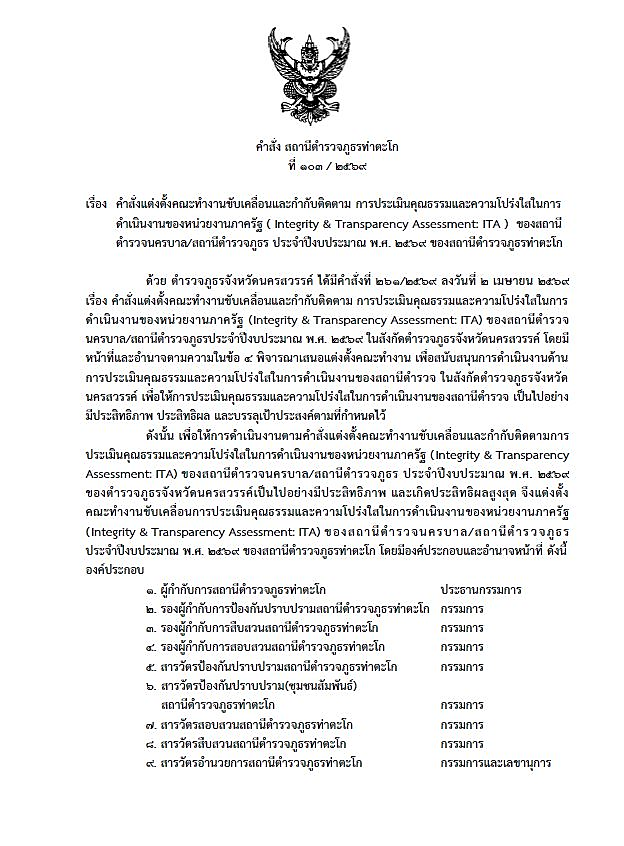 คำสั่ง สถานีตำรวจภูธรท่าตะโก
ที่ ๑๐๓ / ๒๕๖๙
เรื่อง คำสั่งแต่งตั้งคณะทำงานขับเคลื่อนและกำกับติดตาม การประเมินคุณธรรมและความโปร่งใสในการ
ดำเนินงานของหน่วยงานภาครัฐ ( Integrity & Transparency Assessment: ITA ) ของสถานี
ตำรวจนครบาล/สถานีตำรวจภูธร ประจำปีงบประมาณ พ.ศ. ๒๕๖๙ ของสถานีตำรวจภูธรท่าตะโก
ด้วย ตำรวจภูธรจังหวัดนครสวรรค์ ได้มีคำสั่งที่ ๒๖๑/๒๕๖๙ ลงวันที่ ๒ เมษายน ๒๕๖๙
เรื่อง คำสั่งแต่งตั้งคณะทำงานขับเคลื่อนและกำกับติดตาม การประเมินคุณธรรมและความโปร่งใสในการ
ดำเนินงานของหน่วยงานภาครัฐ (Integrity & Transparency Assessment: ITA) ของสถานีตำรวจ
นครบาล/สถานีตำรวจภูธรประจำปีงบประมาณ พ.ศ. ๒๕๖๙ ในสังกัดตำรวจภูธรจังหวัดนครสวรรค์ โดยมี
หน้าที่และอำนาจตามความในข้อ ๔ พิจารณาเสนอแต่งตั้งคณะทำงาน เพื่อสนับสนุนการดำเนินงานด้าน
การประเมินคุณธรรมและความโปร่งใสในการดำเนินงานของสถานีตำรวจ ในสังกัดตำรวจภูธรจังหวัด
นครสวรรค์ เพื่อให้การประเมินคุณธรรมและความโปร่งใสในการดำเนินงานของสถานีตำรวจ เป็นไปอย่าง
มีประสิทธิภาพ ประสิทธิผล และบรรลุเป้าประสงค์ตามที่กำหนดไว้
ดังนั้น เพื่อให้การดำเนินงานตามคำสั่งแต่งตั้งคณะทำงานขับเคลื่อนและกำกับติดตามการ
ประเมินคุณธรรมและความโปร่งใสในการดำเนินงานของหน่วยงานภาครัฐ (Integrity & Transparency
Assessment: ITA) ของสถานีตำรวจนครบาล/สถานีตำรวจภูธร ประจำปีงบประมาณ พ.ศ. ๒๕๖๙
ของตำรวจภูธรจังหวัดนครสวรรค์เป็นไปอย่างมีประสิทธิภาพ และเกิดประสิทธิผลสูงสุด จึงแต่งตั้ง
คณะทำงานขับเคลื่อนการประเมินคุณธรรมและความโปร่งใสในการดำเนินงานของหน่วยงานภาครัฐ
(Integrity & Transparency Assessment: ITA) ของสถานีตำรวจนครบาล/สถานีตำรวจภูธร
ประจำปีงบประมาณ พ.ศ. ๒๕๖๙ ของสถานีตำรวจภูธรท่าตะโก โดยมีองค์ประกอบและอำนาจหน้าที่ ดังนี้
องค์ประกอบ
๑. ผู้กำกับการสถานีตำรวจภูธรท่าตะโก ประธานกรรมการ
๒. รองผู้กำกับการป้องกันปราบปรามสถานีตำรวจภูธรท่าตะโก กรรมการ
๓. รองผู้กำกับการสืบสวนสถานีตำรวจภูธรท่าตะโก กรรมการ
๔. รองผู้กำกับการสอบสวนสถานีตำรวจภูธรท่าตะโก กรรมการ
๕. สารวัตรป้องกันปราบปรามสถานีตำรวจภูธรท่าตะโก กรรมการ
๖. สารวัตรป้องกันปราบปราม(ชุมชนสัมพันธ์)
สถานีตำรวจภูธรท่าตะโก กรรมการ
๗. สารวัตรสอบสวนสถานีตำรวจภูธรท่าตะโก กรรมการ
๘. สารวัตรสืบสวนสถานีตำรวจภูธรท่าตะโก กรรมการ
๙. สารวัตรอำนวยการสถานีตำรวจภูธรท่าตะโก กรรมการและเลขานุการ